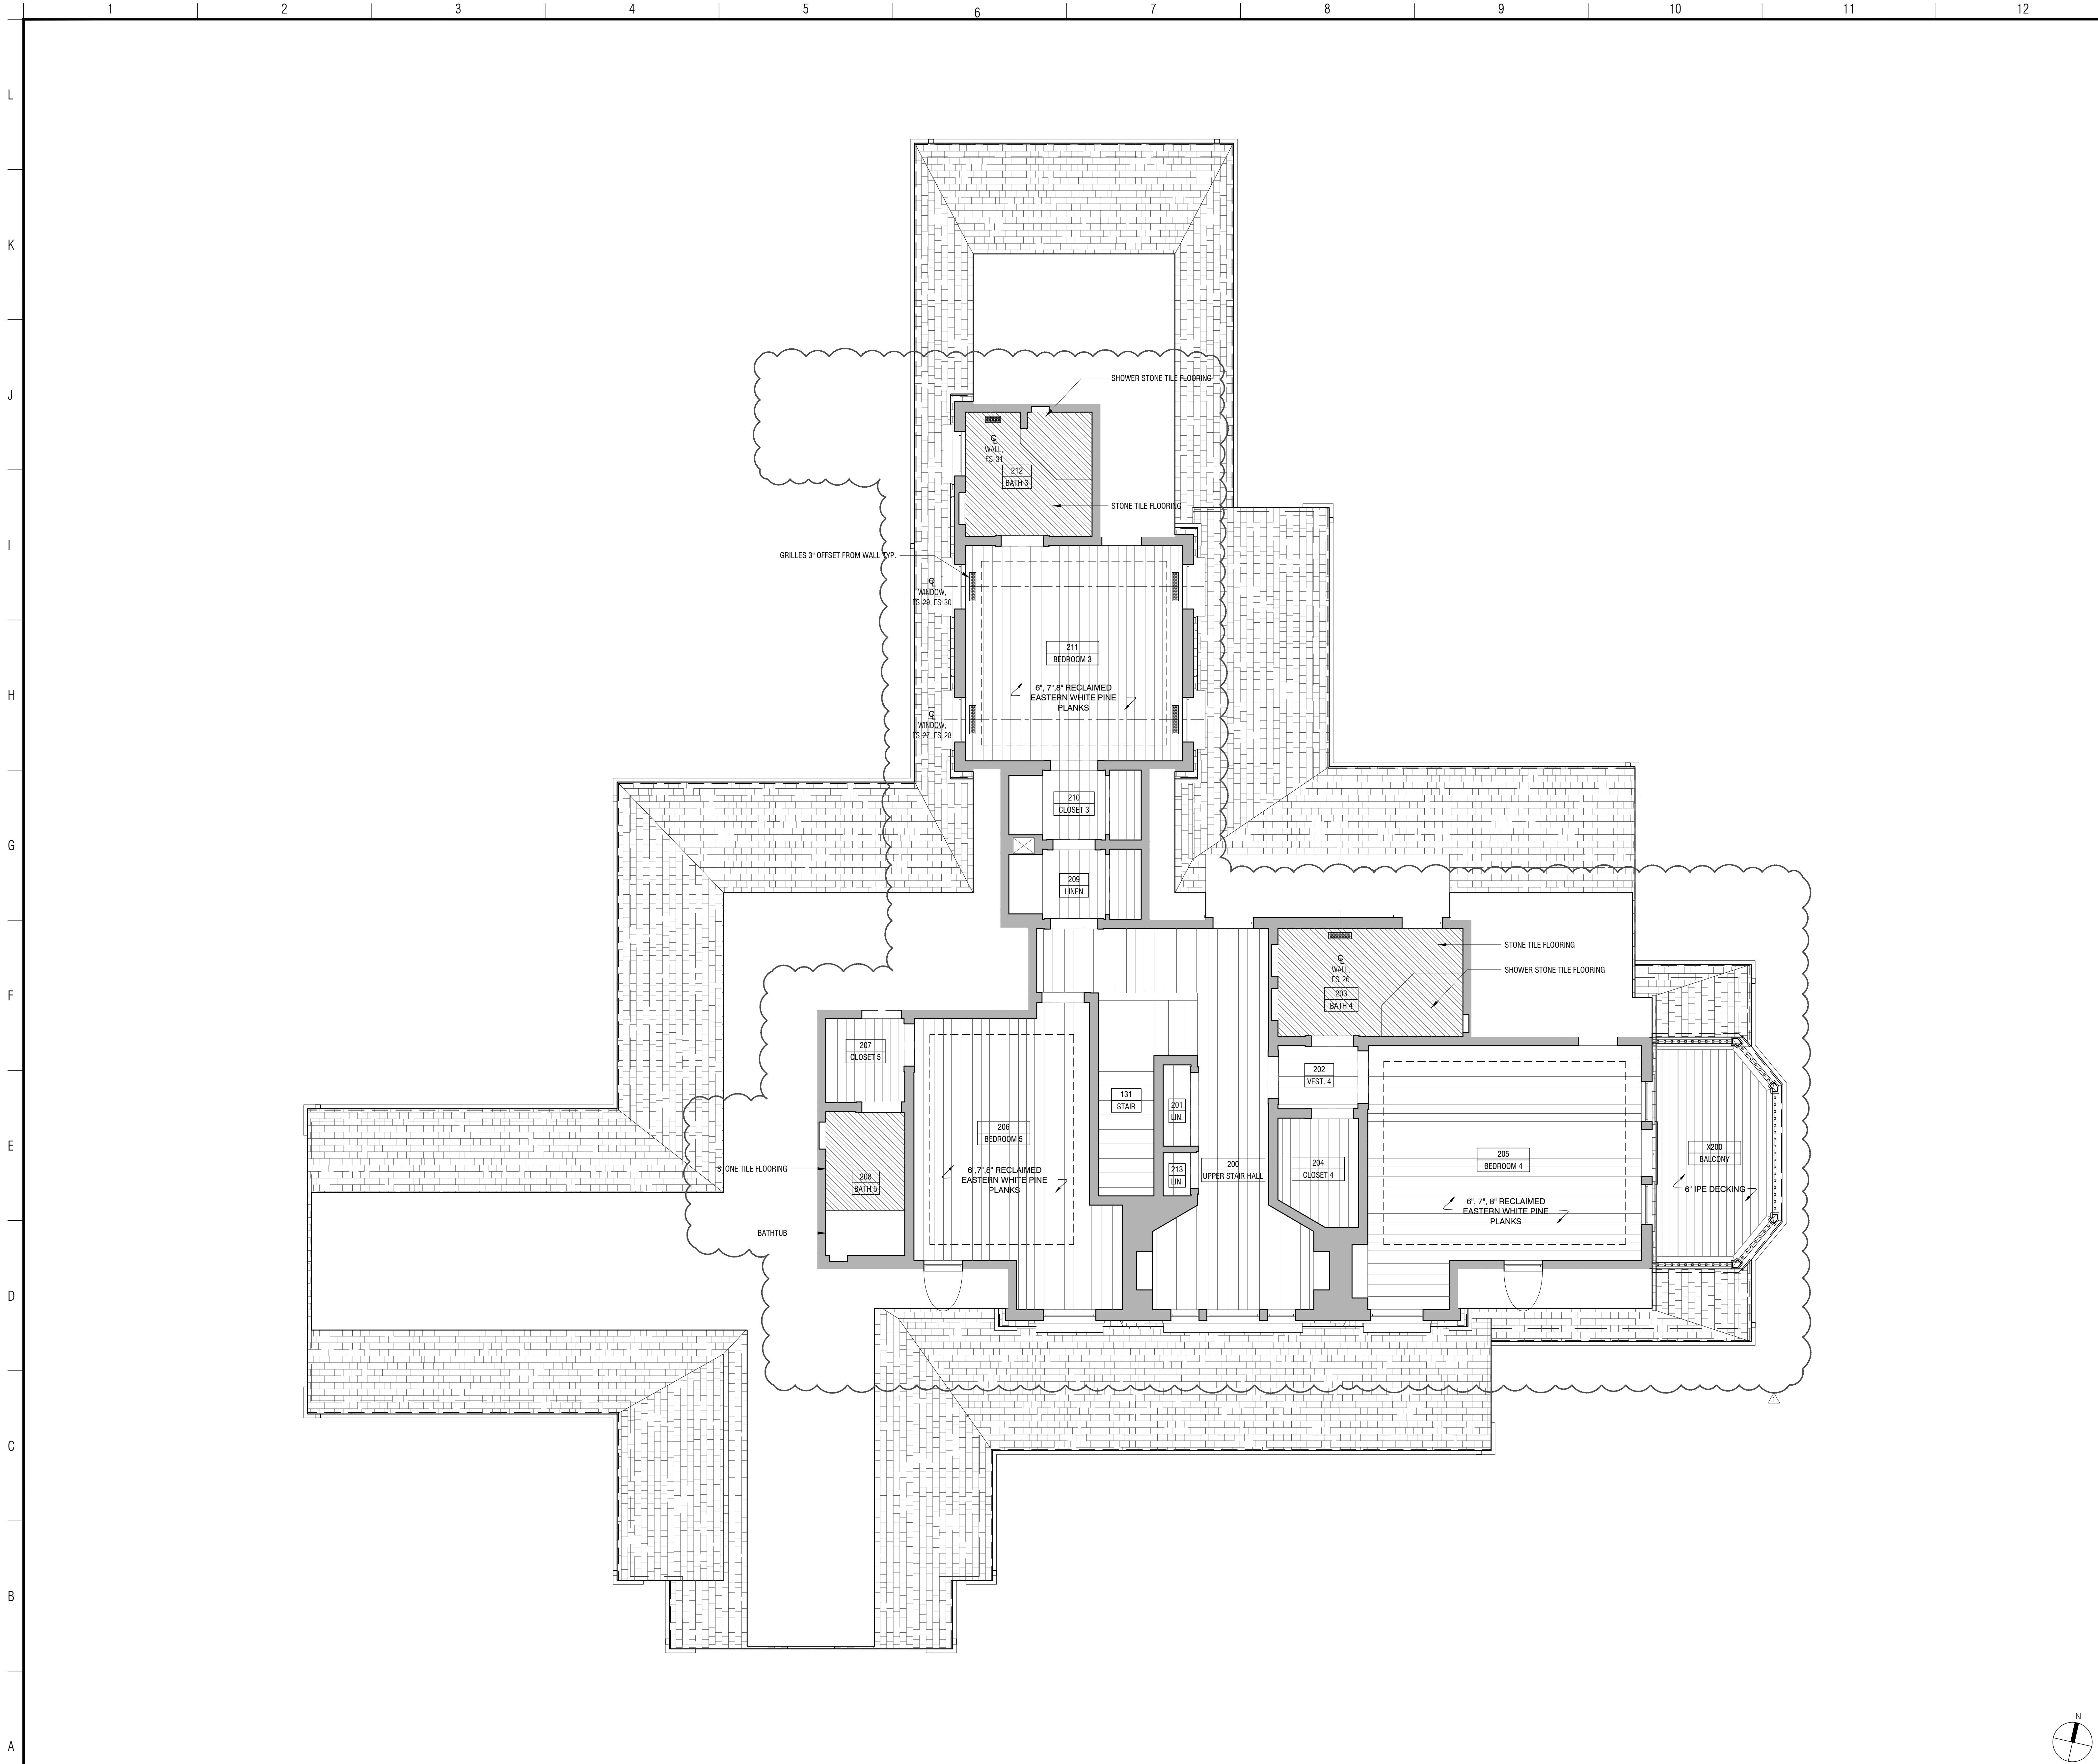 1 2 3 4 5 6 7 8 9 10 11 12
L
K
J
I
H
G
F
E
D
C
B
A
SHOWER STONE TILE FLOORING
℄
WALL,
FS-31
212
BATH 3
STONE TILE FLOORING
GRILLES 3" OFFSET FROM WALL TYP.
℄
WINDOW,
FS-29, FS-30
211
BEDROOM 3
6", 7",8" RECLAIMED
EASTERN WHITE PINE
PLANKS
℄
WINDOW,
FS-27, FS-28
210
CLOSET 3
209
LINEN
STONE TILE FLOORING
℄
WALL,
FS-26
SHOWER STONE TILE FLOORING
203
BATH 4
207
CLOSET 5
202
VEST. 4
131
STAIR
201
LIN.
206
BEDROOM 5
6",7",8" RECLAIMED
EASTERN WHITE PINE
PLANKS
X200
BALCONY
6" IPE DECKING
205
BEDROOM 4
6", 7", 8" RECLAIMED
EASTERN WHITE PINE
PLANKS
200
UPPER STAIR HALL
204
CLOSET 4
213
LIN.
STONE TILE FLOORING
208
BATH 5
BATHTUB
1
N